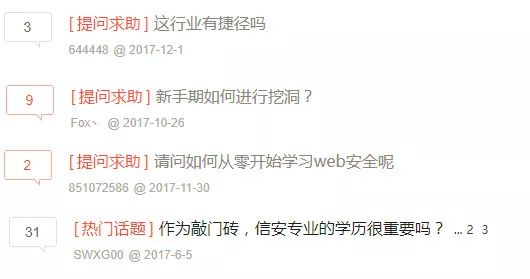 3 [提问求助] 这行业有捷径吗
644448 @ 2017-12-1
9 [提问求助] 新手期如何进行挖洞？
Fox丶 @ 2017-10-26
2 [提问求助] 请问如何从零开始学习web安全呢
851072586 @ 2017-11-30
31 [热门话题] 作为敲门砖，信安专业的学历很重要吗？ ... 2 3
SWXG00 @ 2017-6-5